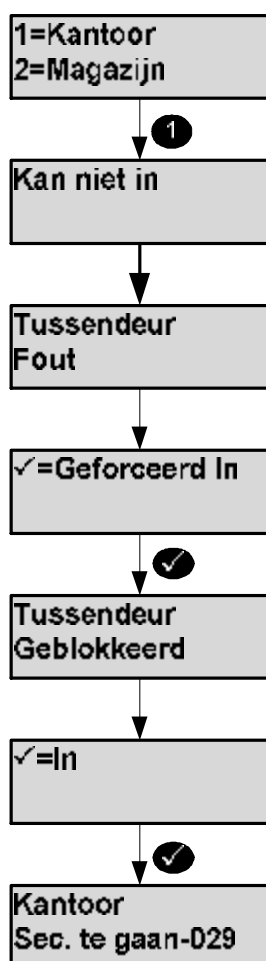 1=Kantoor
2=Magazijn
1
Kan niet in
Tussendeur
Fout
✓=Geforceerd In
✓
Tussendeur
Geblokkeerd
✓=In
✓
Kantoor
Sec. te gaan-029